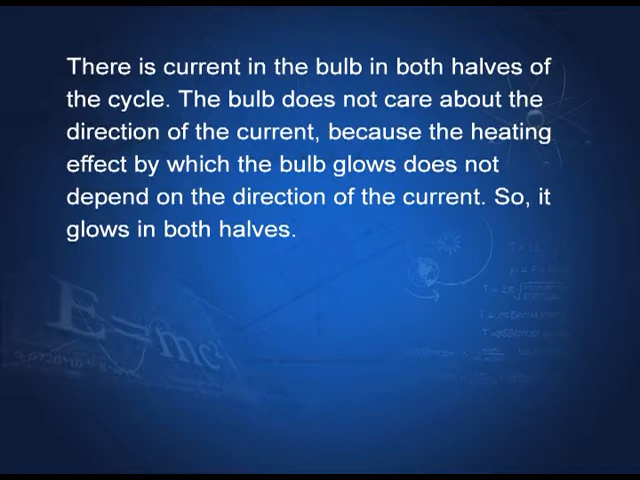 There is current in the bulb in both halves of
the cycle. The bulb does not care about the
direction of the current, because the heating
effect by which the bulb glows does not
depend on the direction of the current. So, it
glows in both halves.
E=mc²